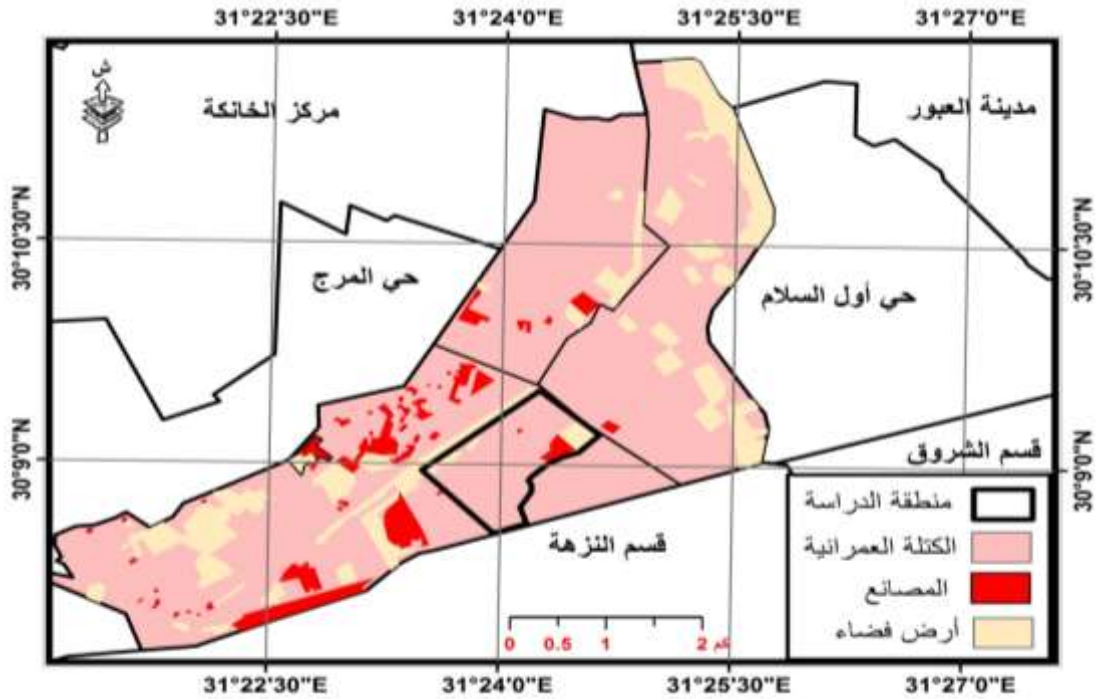 31°22'30"E 31°24'0"E 31°25'30"E 31°27'0"E
ش
مركز الخانكة
مدينة العبور
30°10'30"N
30°10'30"N
حي المرج
حي أول السلام
30°9'0"N
30°9'0"N
قسم الشروق
قسم النزهة
منطقة الدراسة
الكتلة العمرانية
المصانع
أرض فضاء
0 0.5 1 2 كم
31°22'30"E 31°24'0"E 31°25'30"E 31°27'0"E